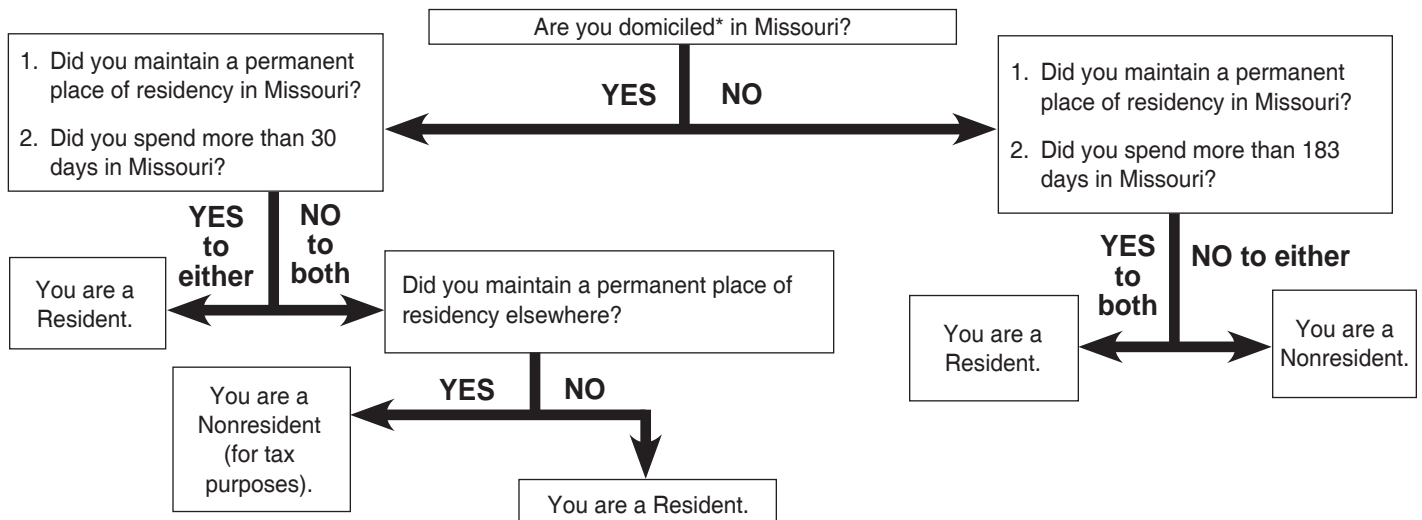 Are you domiciled* in Missouri?
YES
NO
1. Did you maintain a permanent
place of residency in Missouri?
2. Did you spend more than 30
days in Missouri?
YES
to
either
NO
to
both
You are a
Resident.
Did you maintain a permanent place of
residency elsewhere?
YES
NO
You are a
Nonresident
(for tax
purposes).
You are a Resident.
1. Did you maintain a permanent
place of residency in Missouri?
2. Did you spend more than 183
days in Missouri?
YES
to
both
NO to either
You are a
Resident.
You are a
Nonresident.